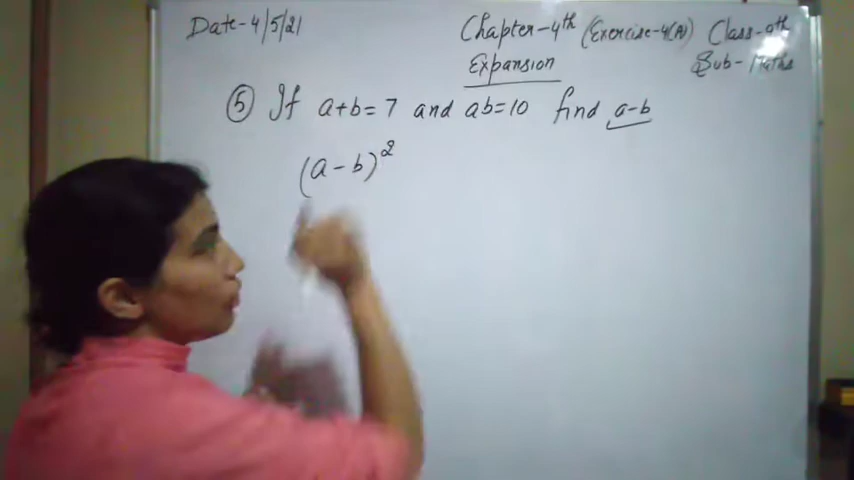 Date-4/5/21
Chapter-4th (Exercise-4(A)) Class-9th
Expansion Sub-Maths
⑤ If a+b=7 and ab=10 find a-b
(a-b)²